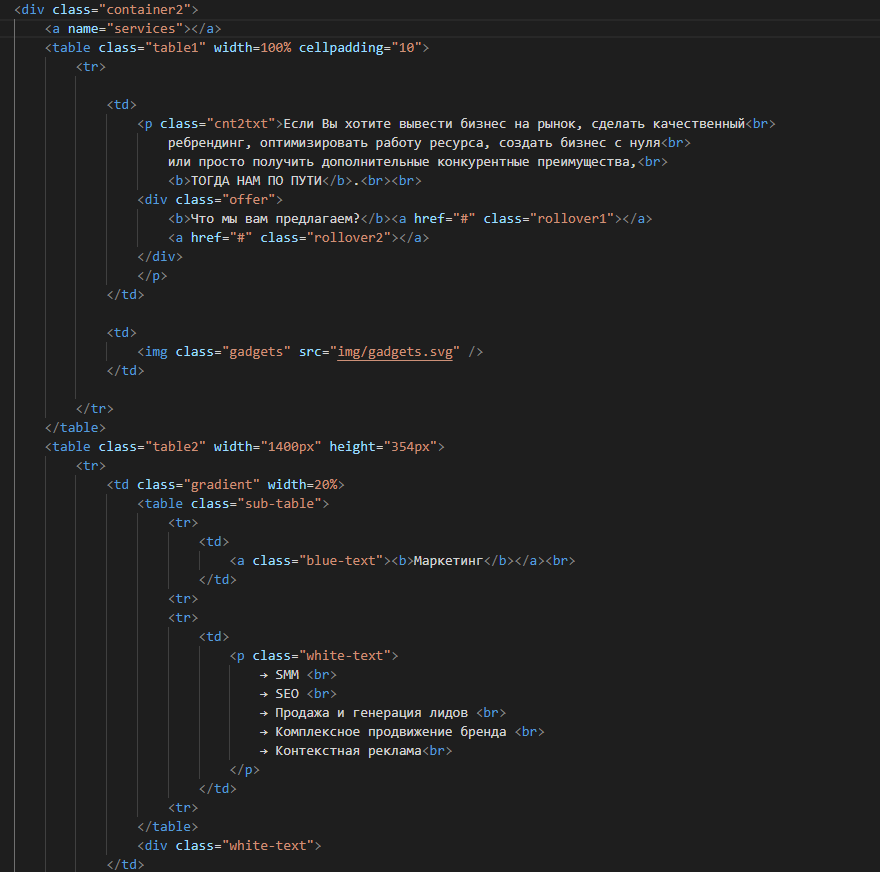 <div class="container2">
<a name="services"></a>
<table class="table1" width=100% cellpadding="10">
<tr>
<td>
<p class="cnt2txt">Если Вы хотите вывести бизнес на рынок, сделать качественный<br>
ребрендинг, оптимизировать работу ресурса, создать бизнес с нуля<br>
или просто получить дополнительные конкурентные преимущества,<br>
<b>ТОГДА НАМ ПО ПУТИ</b>.<br><br>
<div class="offer">
<b>Что мы вам предлагаем?</b><a href="#" class="rollover1"></a>
<a href="#" class="rollover2"></a>
</div>
</p>
</td>
<td>
<img class="gadgets" src="img/gadgets.svg" />
</td>
</tr>
</table>
<table class="table2" width="1400px" height="354px">
<tr>
<td class="gradient" width=20%>
<table class="sub-table">
<tr>
<td>
<a class="blue-text"><b>Маркетинг</b></a><br>
</td>
<tr>
<tr>
<td>
<p class="white-text">
→ SMM <br>
→ SEO <br>
→ Продажа и генерация лидов <br>
→ Комплексное продвижение бренда <br>
→ Контекстная реклама<br>
</p>
</td>
<tr>
</table>
<div class="white-text">
</td>